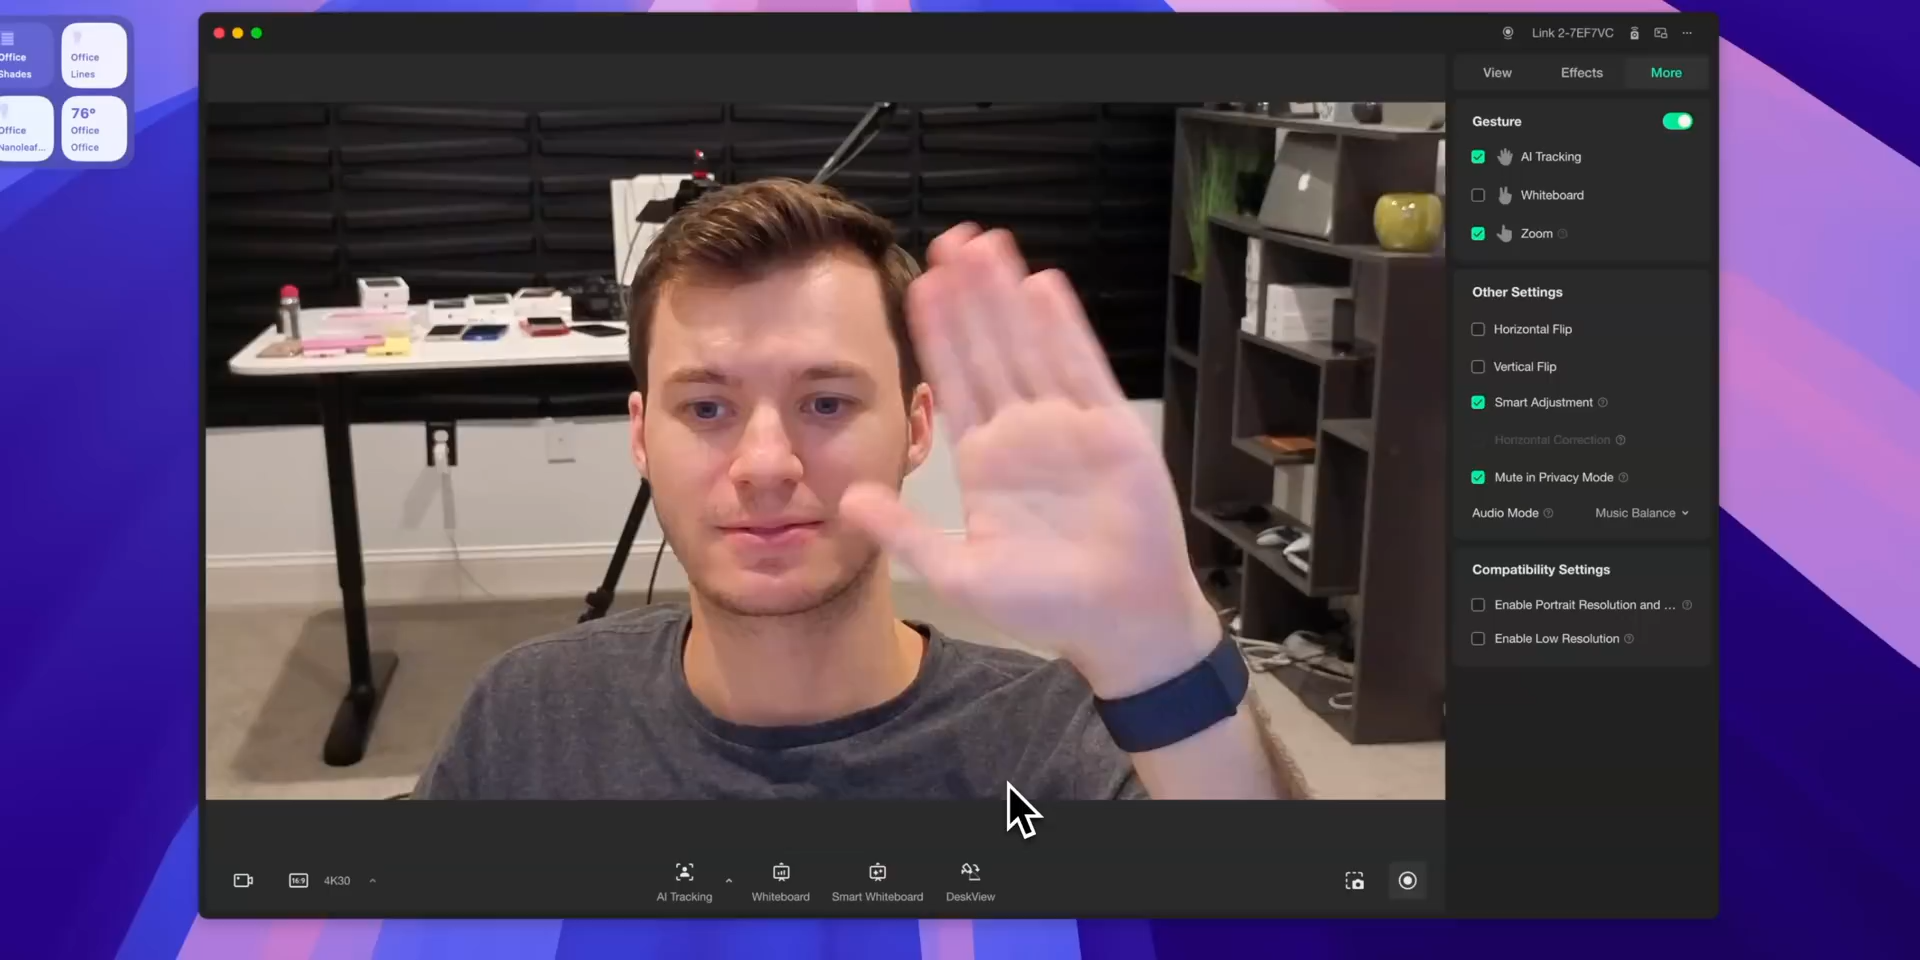 Office
Shades
Office
Lines
Office
Nanoleaf...
76°
Office
Office
Link 2-7EF7VC
···
View
Effects
More
Gesture
AI Tracking
Whiteboard
Zoom
Other Settings
Horizontal Flip
Vertical Flip
Smart Adjustment
Horizontal Correction
Mute in Privacy Mode
Audio Mode
Music Balance
Compatibility Settings
Enable Portrait Resolution and ...
Enable Low Resolution
16:9
4K30
AI Tracking
Whiteboard
Smart Whiteboard
DeskView